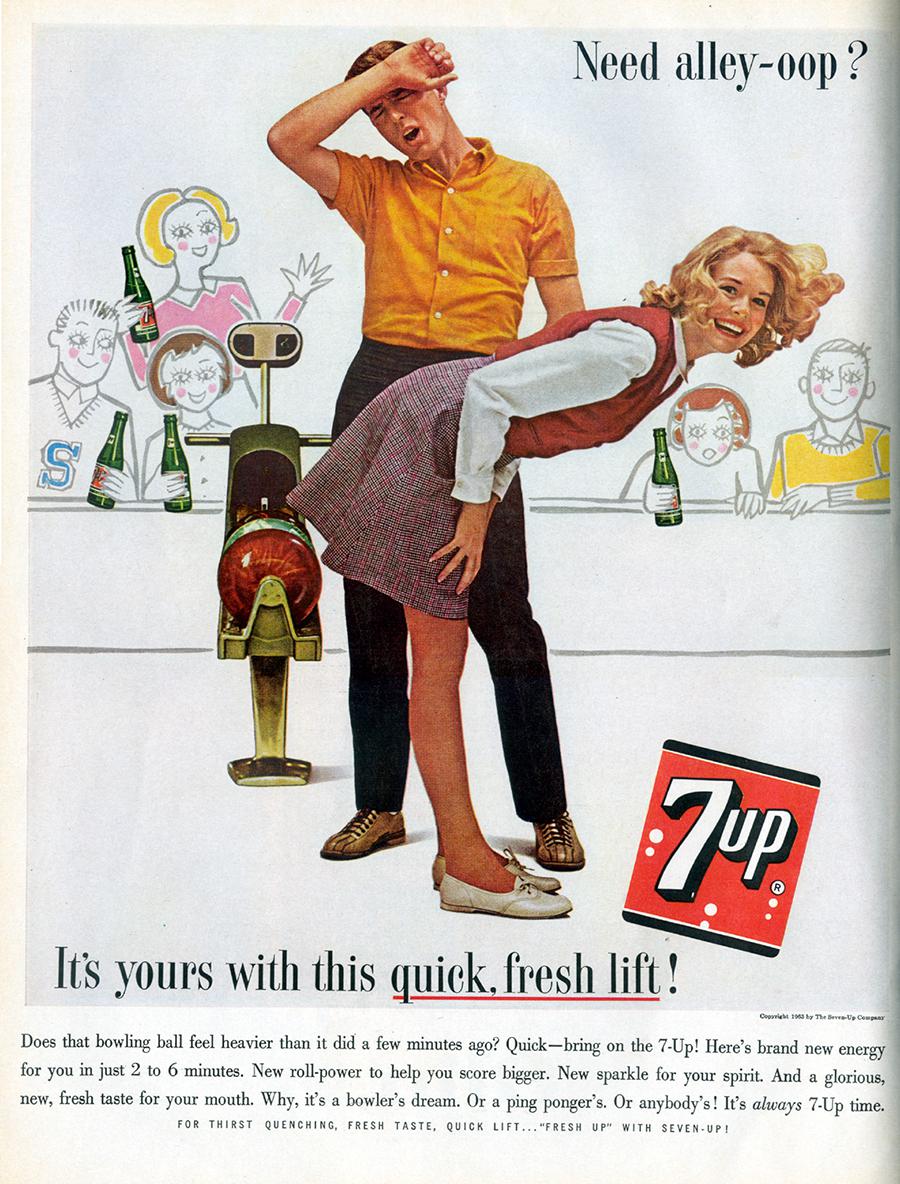 Need alley-oop?
S
7up
®
It's yours with this quick, fresh lift!
Copyright 1963 by The Seven-Up Company
Does that bowling ball feel heavier than it did a few minutes ago? Quick—bring on the 7-Up! Here's brand new energy
for you in just 2 to 6 minutes. New roll-power to help you score bigger. New sparkle for your spirit. And a glorious,
new, fresh taste for your mouth. Why, it's a bowler's dream. Or a ping ponger's. Or anybody's! It's always 7-Up time.
FOR THIRST QUENCHING, FRESH TASTE, QUICK LIFT..."FRESH UP" WITH SEVEN-UP!